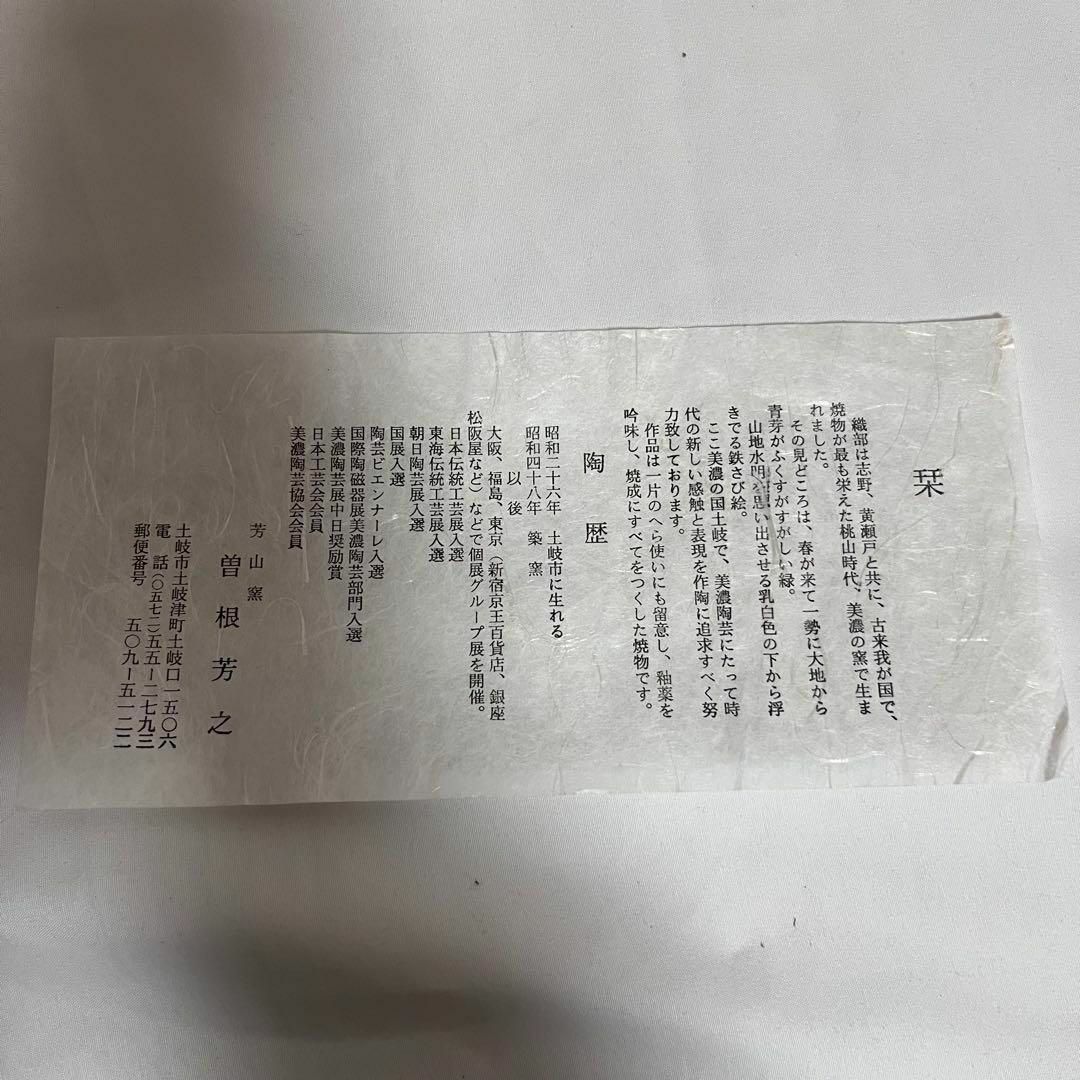 栞
織部は志野、黄瀬戸と共に、古来我が国で、
焼物が最も栄えた桃山時代、美濃の窯で生ま
れました。
その見どころは、春が来て一勢に大地から
青芽がふくすがすがしい緑。
山地水門を思い出させる乳白色の下から浮
きでる鉄さび絵。
ここ美濃の国土岐で、美濃陶芸にたって時
代の新しい感触と表現を作陶に追求すべく努
力致しております。
作品は一片のへら使いにも留意し、釉薬を
吟味し、焼成にすべてをつくした焼物です。
陶歴
昭和二十六年 土岐市に生れる
昭和四十八年 築窯
以後
大阪、福島、東京（新宿京王百貨店、銀座
松阪屋など）などで個展グループ展を開催。
日本伝統工芸展入選
東海伝統工芸展入選
朝日陶芸展入選
国展入選
陶芸ビエンナーレ入選
国際陶磁器展美濃陶芸部門入選
美濃陶芸展中日奨励賞
日本工芸会会員
美濃陶芸協会会員
芳山窯
曽根芳之
土岐市土岐津町土岐口一五〇六
電話（〇五七二）五五ー二七九三
郵便番号 五〇九ー五一二二